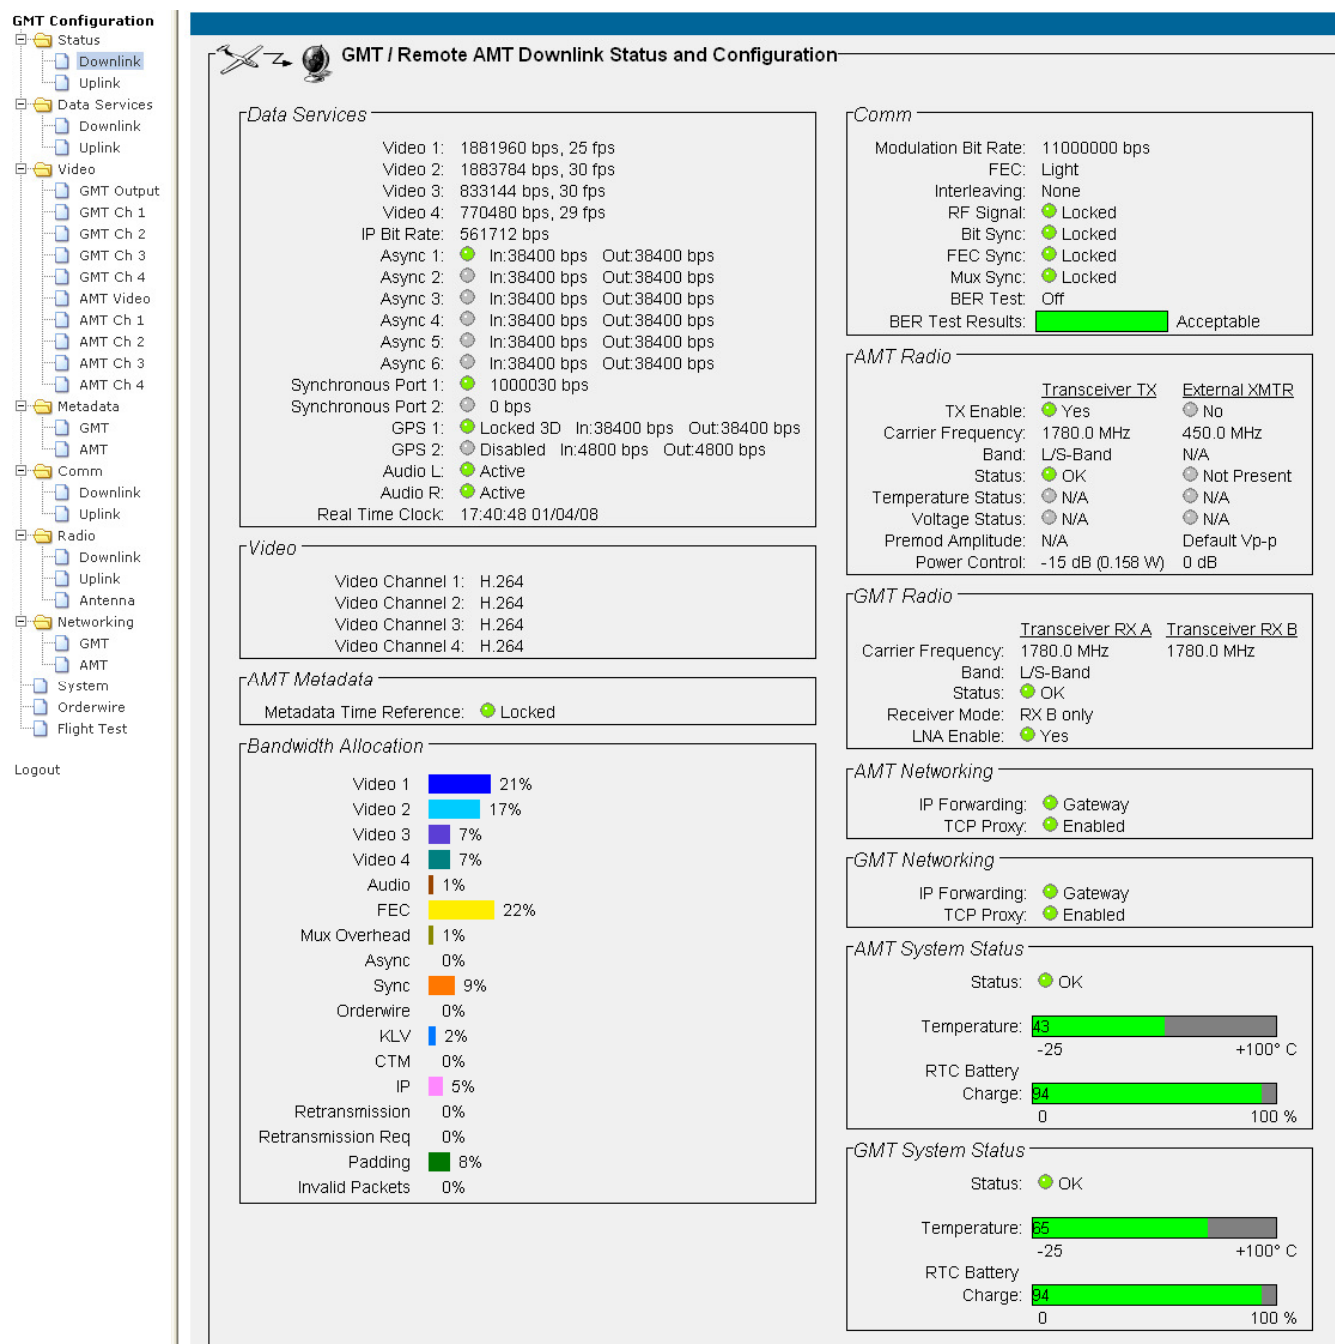 GMT Configuration
Status
Downlink
Uplink
Data Services
Downlink
Uplink
Video
GMT Output
GMT Ch 1
GMT Ch 2
GMT Ch 3
GMT Ch 4
AMT Video
AMT Ch 1
AMT Ch 2
AMT Ch 3
AMT Ch 4
Metadata
GMT
AMT
Comm
Downlink
Uplink
Radio
Downlink
Uplink
Antenna
Networking
GMT
AMT
System
Orderwire
Flight Test
Logout
GMT / Remote AMT Downlink Status and Configuration
Data Services
Video 1: 1881960 bps, 25 fps
Video 2: 1883784 bps, 30 fps
Video 3: 833144 bps, 30 fps
Video 4: 770480 bps, 29 fps
IP Bit Rate: 561712 bps
Async 1: In:38400 bps Out:38400 bps
Async 2: In:38400 bps Out:38400 bps
Async 3: In:38400 bps Out:38400 bps
Async 4: In:38400 bps Out:38400 bps
Async 5: In:38400 bps Out:38400 bps
Async 6: In:38400 bps Out:38400 bps
Synchronous Port 1: 1000030 bps
Synchronous Port 2: 0 bps
GPS 1: Locked 3D In:38400 bps Out:38400 bps
GPS 2: Disabled In:4800 bps Out:4800 bps
Audio L: Active
Audio R: Active
Real Time Clock: 17:40:48 01/04/08
Video
Video Channel 1: H.264
Video Channel 2: H.264
Video Channel 3: H.264
Video Channel 4: H.264
AMT Metadata
Metadata Time Reference: Locked
Bandwidth Allocation
Video 1 21%
Video 2 17%
Video 3 7%
Video 4 7%
Audio 1%
FEC 22%
Mux Overhead 1%
Async 0%
Sync 9%
Orderwire 0%
KLV 2%
CTM 0%
IP 5%
Retransmission 0%
Retransmission Req 0%
Padding 8%
Invalid Packets 0%
Comm
Modulation Bit Rate: 11000000 bps
FEC: Light
Interleaving: None
RF Signal: Locked
Bit Sync: Locked
FEC Sync: Locked
Mux Sync: Locked
BER Test: Off
BER Test Results: Acceptable
AMT Radio
Transceiver TX External XMTR
TX Enable: Yes No
Carrier Frequency: 1780.0 MHz 450.0 MHz
Band: L/S-Band N/A
Status: OK Not Present
Temperature Status: N/A N/A
Voltage Status: N/A N/A
Premod Amplitude: N/A Default Vp-p
Power Control: -15 dB (0.158 W) 0 dB
GMT Radio
Transceiver RX A Transceiver RX B
Carrier Frequency: 1780.0 MHz 1780.0 MHz
Band: L/S-Band
Status: OK
Receiver Mode: RX B only
LNA Enable: Yes
AMT Networking
IP Forwarding: Gateway
TCP Proxy: Enabled
GMT Networking
IP Forwarding: Gateway
TCP Proxy: Enabled
AMT System Status
Status: OK
Temperature: 43
-25 +100° C
RTC Battery
Charge: 94
0 100 %
GMT System Status
Status: OK
Temperature: 65
-25 +100° C
RTC Battery
Charge: 94
0 100 %